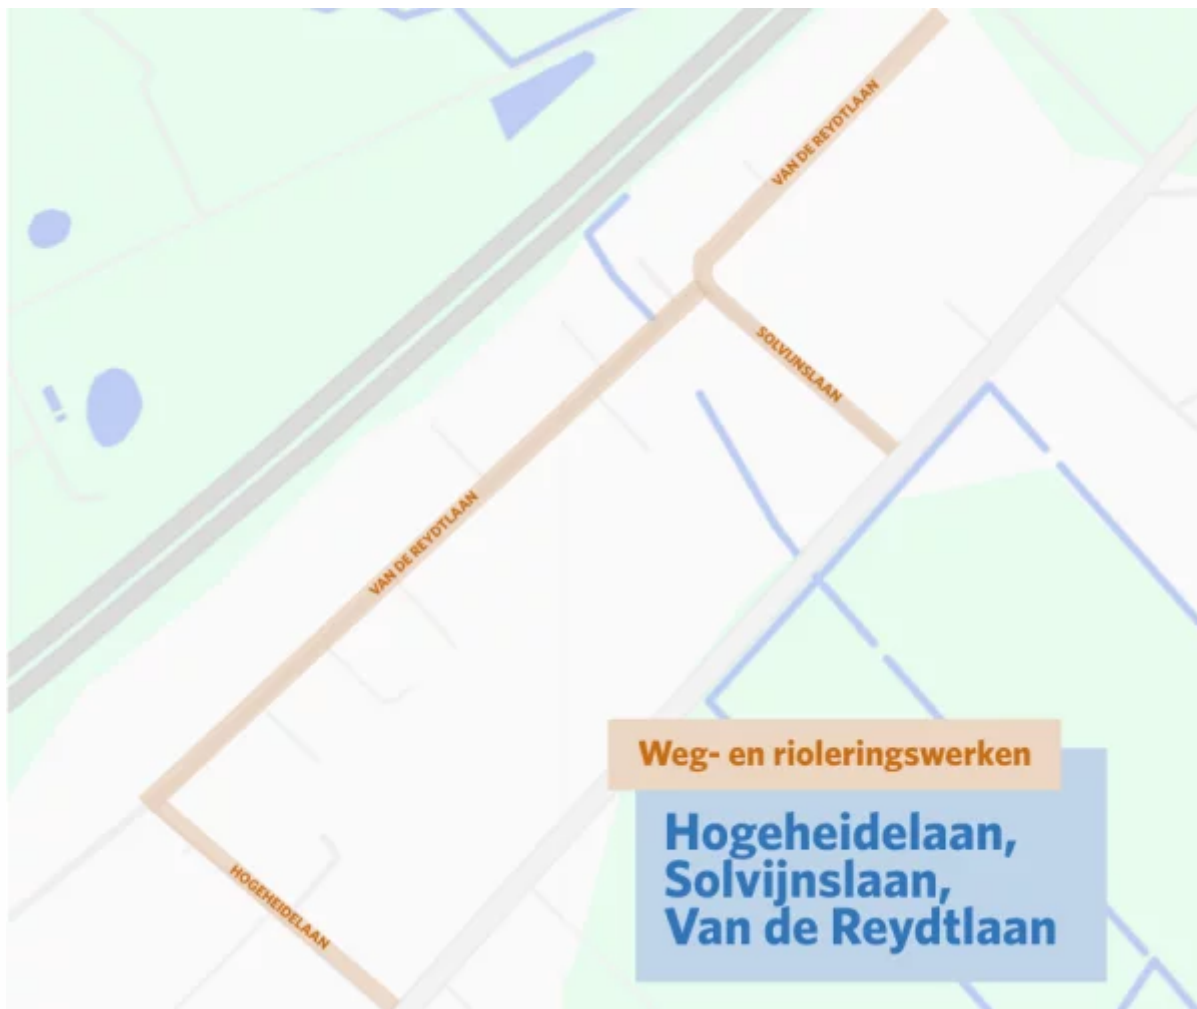 VAN DE REYDTLAAN
SOLVIJNSLAAN
VAN DE REYDTLAAN
HOGEHEIDELAAN
Weg- en rioleringswerken
Hogeheidelaan,
Solvijnslaan,
Van de Reydtlaan